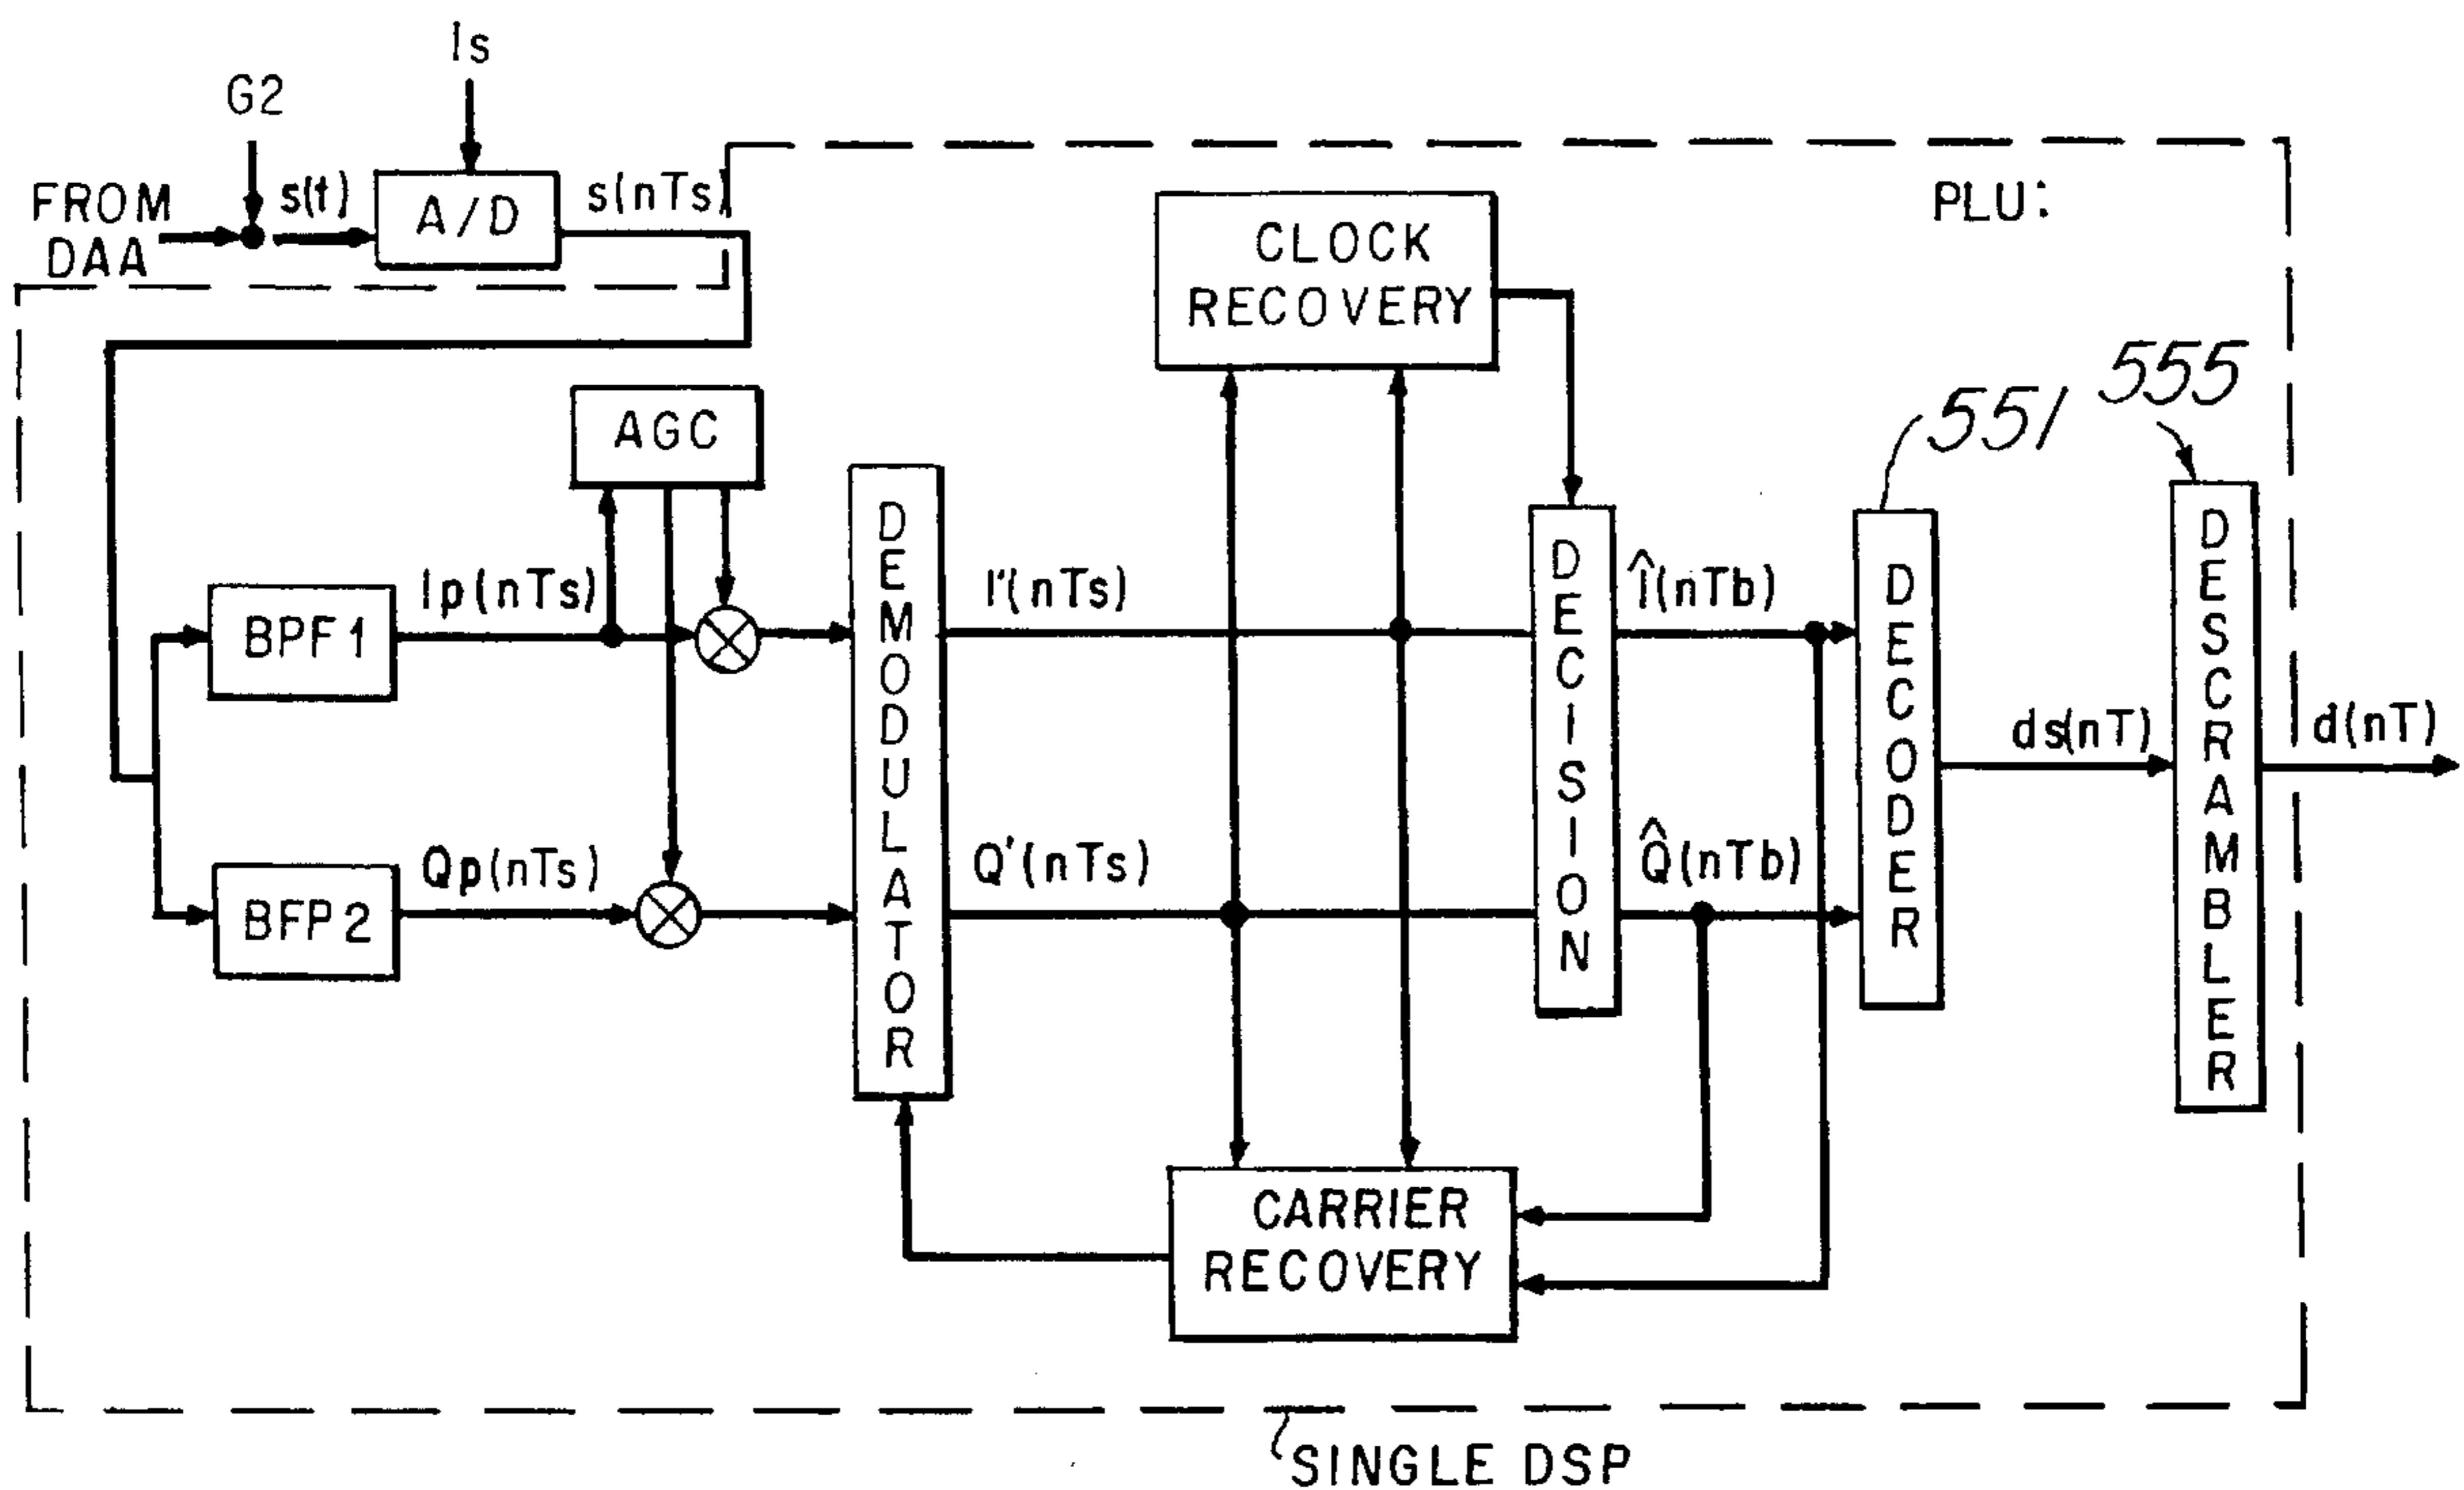 Is
G2
FROM
DAA
s(t)
A/D
s(nTs)
PLU:
CLOCK
RECOVERY
555
551
AGC
DEMODULATOR
DECISION
DECODER
DESCRAMBLER
BPF1
Ip(nTs)
I'(nTs)
Î(nTb)
ds(nT)
d(nT)
BFP2
Qp(nTs)
Q'(nTs)
Q̂(nTb)
CARRIER
RECOVERY
SINGLE DSP